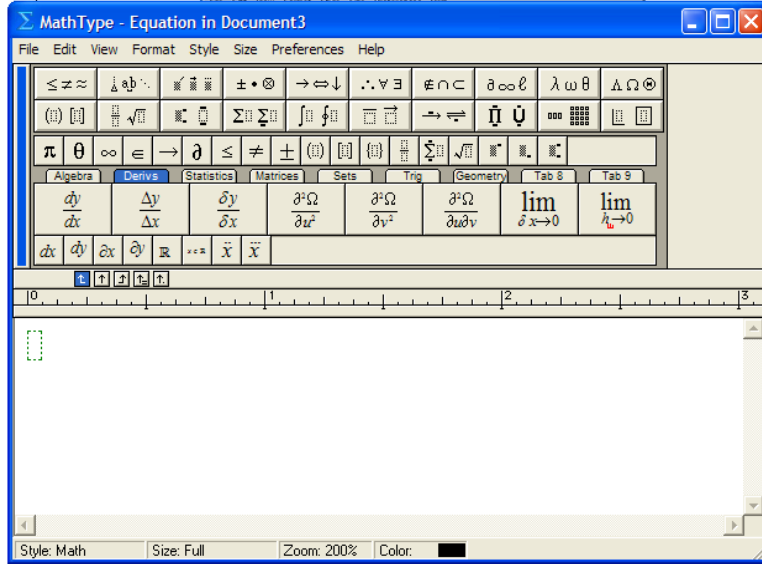 Σ MathType - Equation in Document3
File Edit View Format Style Size Preferences Help
≤ ≠ ≈ ± • ⊗ → ⇔ ↓ ∴ ∀ ∃ ∉ ∩ ⊂ ∂ ∞ ℓ λ ω θ Λ Ω ⊛
π θ ∞ ∈ → ∂ ≤ ≠ ±
Algebra Derivs Statistics Matrices Sets Trig Geometry Tab 8 Tab 9
dy/dx Δy/Δx δy/δx ∂²Ω/∂u² ∂²Ω/∂v² ∂²Ω/∂u∂v lim δx→0 lim h→0
dx dy ∂x ∂y ℝ ẍ x⃛
0 1 2 3
Style: Math Size: Full Zoom: 200% Color: